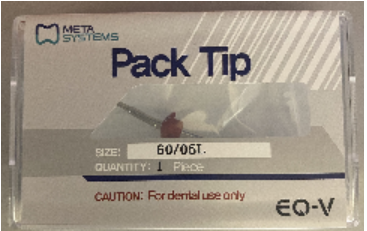 META
SYSTEMS
Pack Tip
SIZE: 60/06T.
QUANTITY: 1 Piece
CAUTION: For dental use only
EQ-V